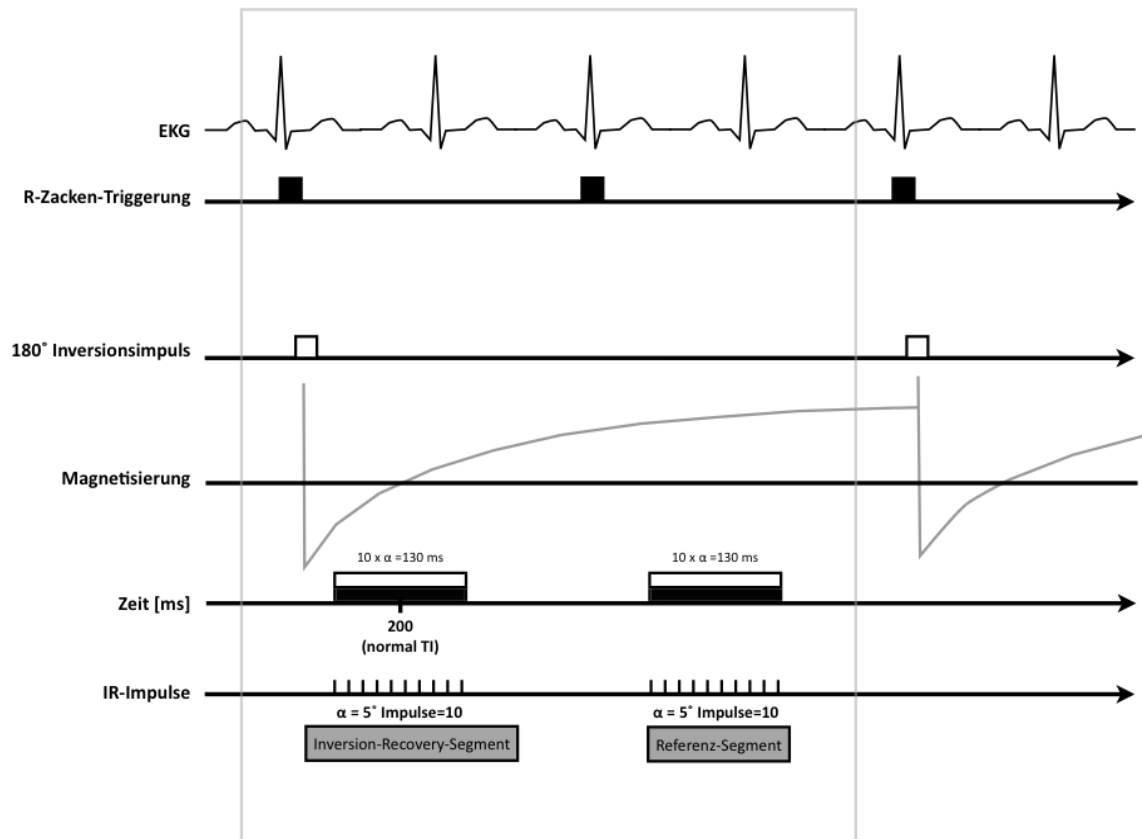 EKG
R-Zacken-Triggerung
180˚ Inversionsimpuls
Magnetisierung
10 x α =130 ms
10 x α =130 ms
Zeit [ms]
200
(normal TI)
IR-Impulse
α = 5˚ Impulse=10
α = 5˚ Impulse=10
Inversion-Recovery-Segment
Referenz-Segment